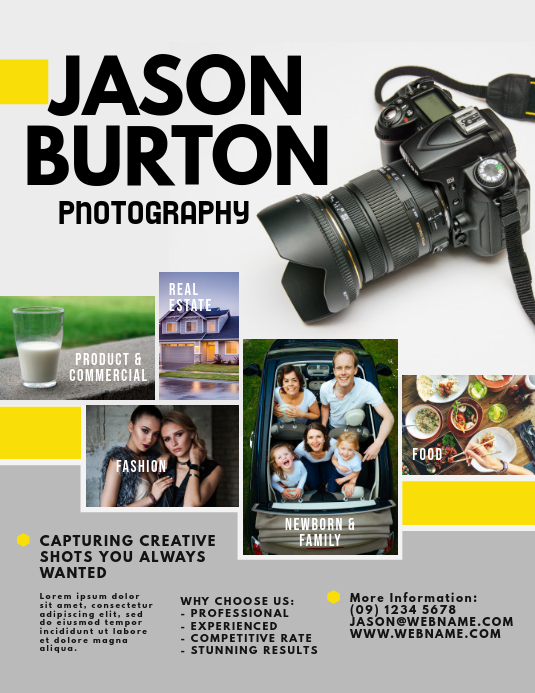 JASON
BURTON
PHOTOGRAPHY
REAL
ESTATE
PRODUCT &
COMMERCIAL
FASHION
FOOD
NEWBORN &
FAMILY
CAPTURING CREATIVE
SHOTS YOU ALWAYS
WANTED
Lorem ipsum dolor
sit amet, consectetur
adipiscing elit, sed
do eiusmod tempor
incididunt ut labore
et dolore magna
aliqua.
WHY CHOOSE US:
- PROFESSIONAL
- EXPERIENCED
- COMPETITIVE RATE
- STUNNING RESULTS
More Information:
(09) 1234 5678
JASON@WEBNAME.COM
WWW.WEBNAME.COM